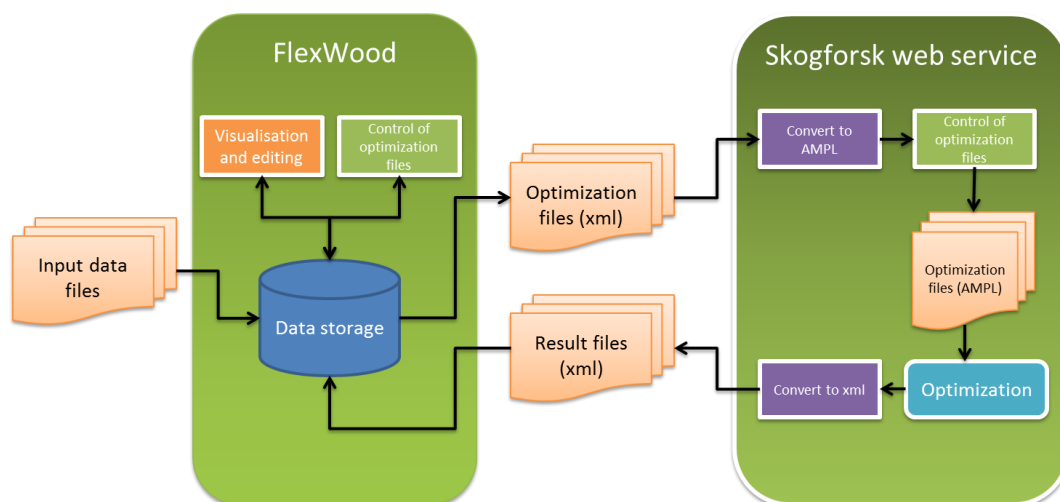 FlexWood
Visualisation
and editing
Control of
optimization
files
Input data
files
Data storage
Optimization
files (xml)
Result files
(xml)
Skogforsk web service
Convert to
AMPL
Control of
optimization
files
Optimization
files (AMPL)
Optimization
Convert to xml